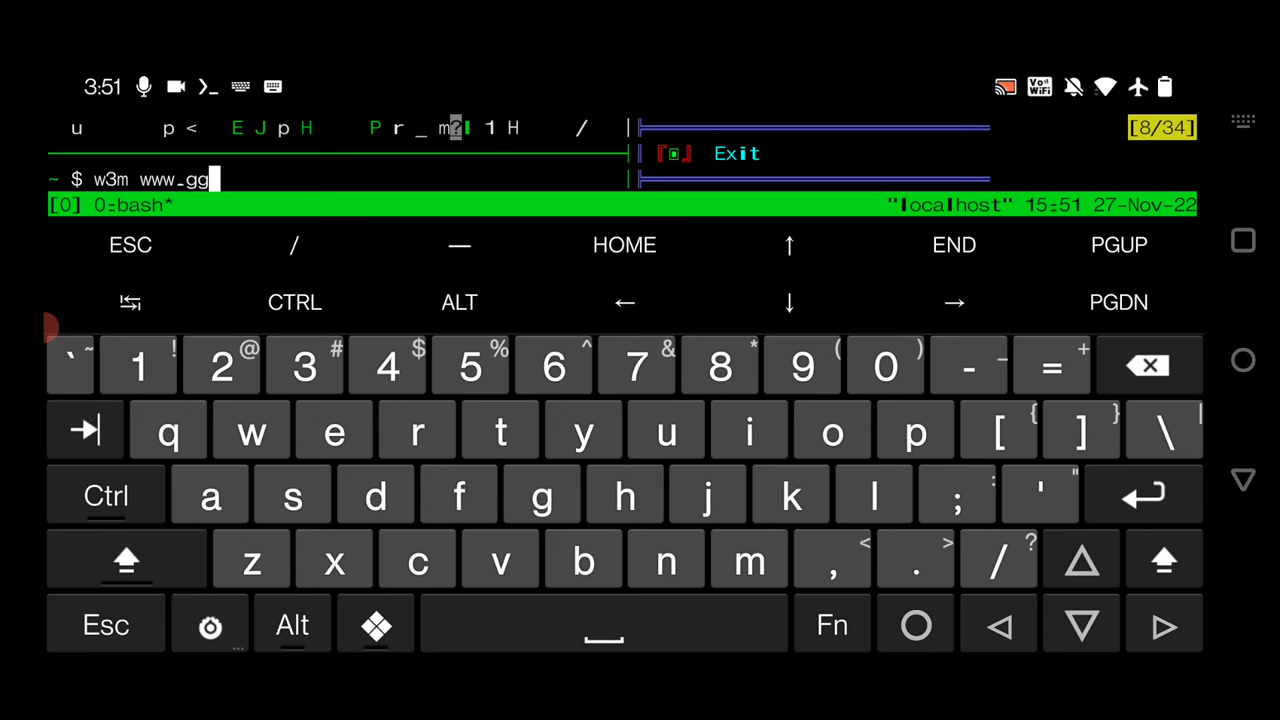 3:51
Vo WiFi
u p < E J p H P r _ m? 1 H / | [8/34]
Exit
~ $ w3m www.gg
[0] 0:bash* "localhost" 15:51 27-Nov-22
ESC / — HOME ↑ END PGUP
↹ CTRL ALT ← ↓ → PGDN
` ~ 1 ! 2 @ 3 # 4 $ 5 % 6 ^ 7 & 8 * 9 ( 0 ) - _ = +
q w e r t y u i o p [ { ] } \ |
Ctrl a s d f g h j k l ; : ' "
z x c v b n m , < . > / ?
Esc Alt Fn